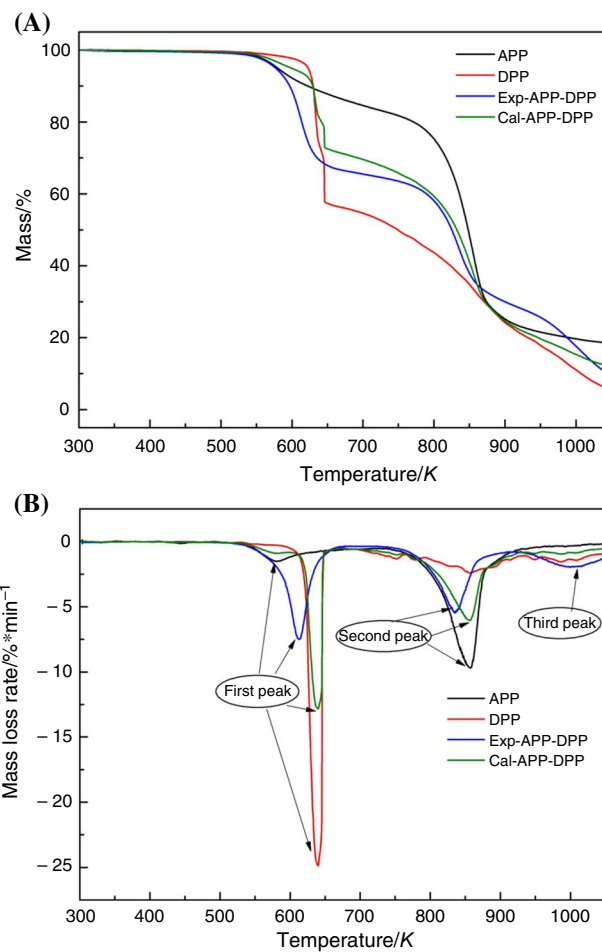 (A)
100
80
60
40
20
0
Mass/%
APP
DPP
Exp-APP-DPP
Cal-APP-DPP
300 400 500 600 700 800 900 1000
Temperature/K
(B)
0
– 5
– 10
– 15
– 20
– 25
Mass loss rate/%*min⁻¹
First peak
Second peak
Third peak
APP
DPP
Exp-APP-DPP
Cal-APP-DPP
300 400 500 600 700 800 900 1000
Temperature/K